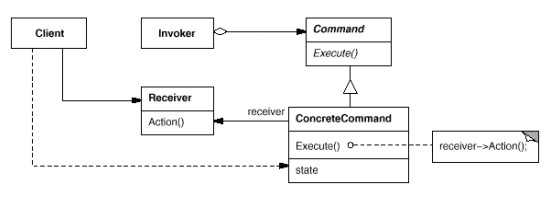 Client
Invoker
Command
Execute()
Receiver
Action()
receiver
ConcreteCommand
Execute()
state
receiver->Action();